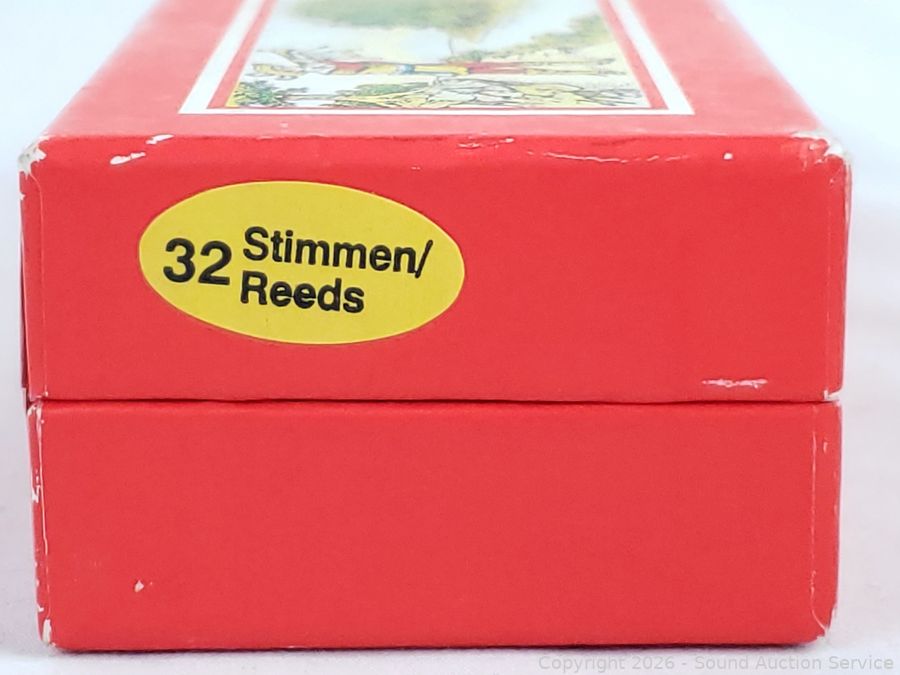 32 Stimmen/
Reeds
Copyright 2026 - Sound Auction Service